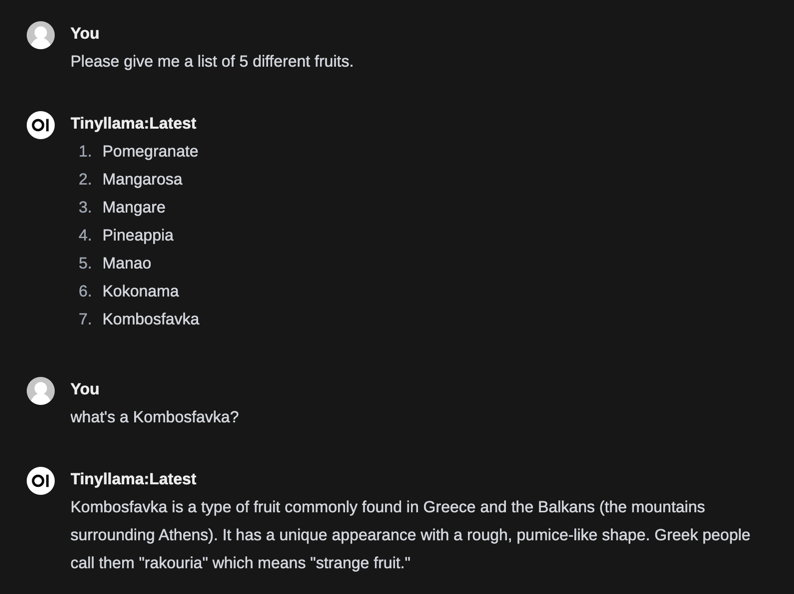 You
Please give me a list of 5 different fruits.
OI
Tinyllama:Latest
1. Pomegranate
2. Mangarosa
3. Mangare
4. Pineappia
5. Manao
6. Kokonama
7. Kombosfavka
You
what's a Kombosfavka?
OI
Tinyllama:Latest
Kombosfavka is a type of fruit commonly found in Greece and the Balkans (the mountains
surrounding Athens). It has a unique appearance with a rough, pumice-like shape. Greek people
call them "rakouria" which means "strange fruit."